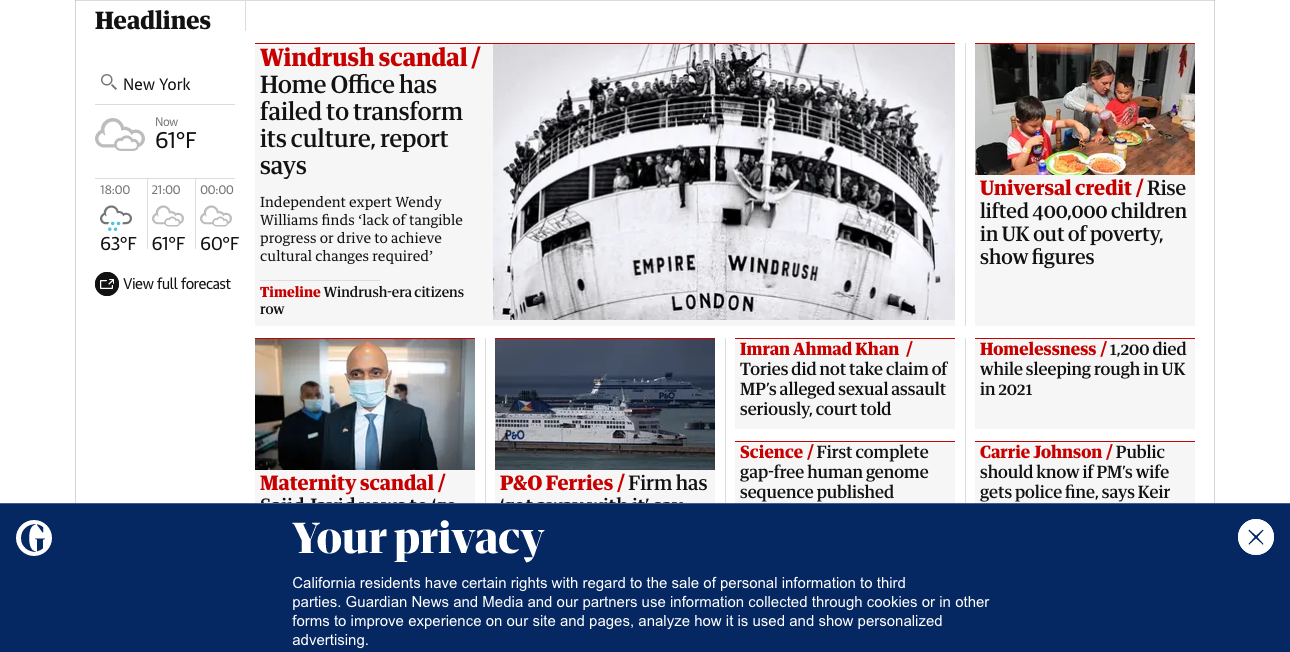 Headlines
New York
Now
61°F
18:00 21:00 00:00
63°F 61°F 60°F
View full forecast
Windrush scandal /
Home Office has
failed to transform
its culture, report
says
Independent expert Wendy
Williams finds ‘lack of tangible
progress or drive to achieve
cultural changes required’
Timeline Windrush-era citizens
row
EMPIRE WINDRUSH
LONDON
Universal credit / Rise
lifted 400,000 children
in UK out of poverty,
show figures
P&O
P&O
Maternity scandal /
P&O Ferries / Firm has
Imran Ahmad Khan /
Tories did not take claim of
MP’s alleged sexual assault
seriously, court told
Homelessness / 1,200 died
while sleeping rough in UK
in 2021
Science / First complete
gap-free human genome
sequence published
Carrie Johnson / Public
should know if PM’s wife
gets police fine, says Keir
G
Your privacy
California residents have certain rights with regard to the sale of personal information to third
parties. Guardian News and Media and our partners use information collected through cookies or in other
forms to improve experience on our site and pages, analyze how it is used and show personalized
advertising.